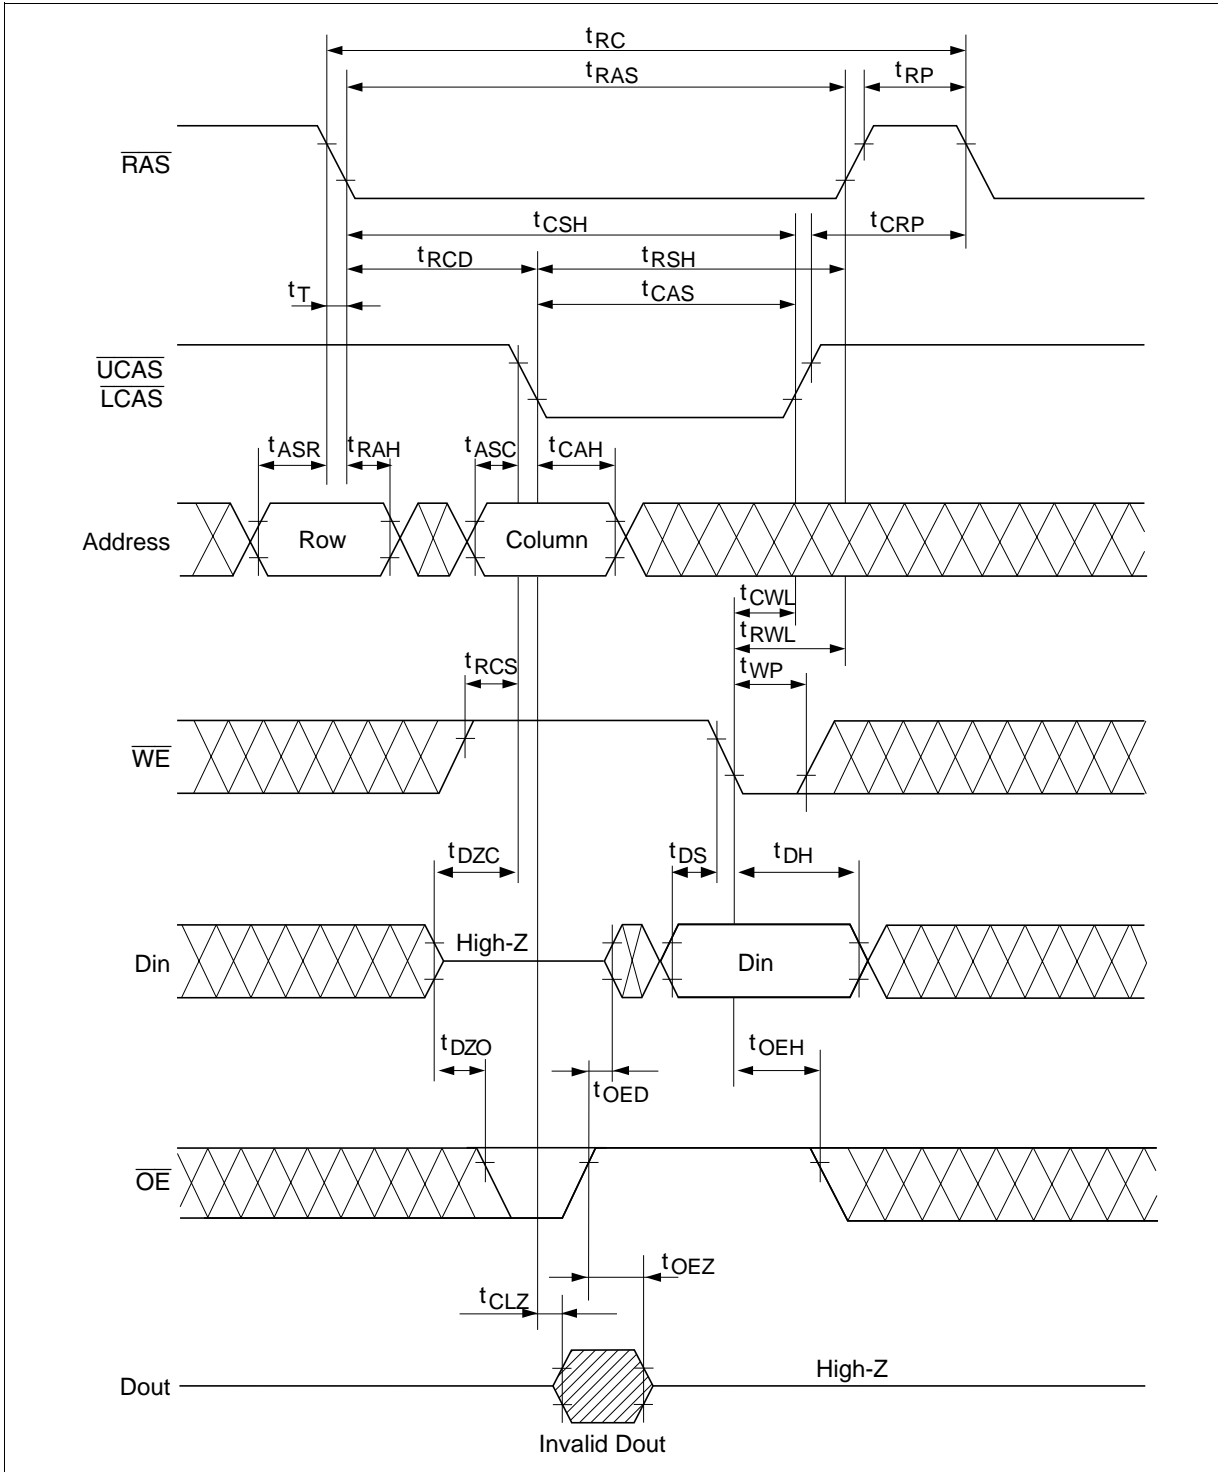 tRC
tRAS
tRP
RAS
tCSH
tCRP
tRCD
tRSH
tT
tCAS
UCAS
LCAS
tASR
tRAH
tASC
tCAH
Address
Row
Column
tCWL
tRWL
tRCS
tWP
WE
tDZC
tDS
tDH
High-Z
Din
Din
tDZO
tOEH
tOED
OE
tOEZ
tCLZ
High-Z
Dout
Invalid Dout